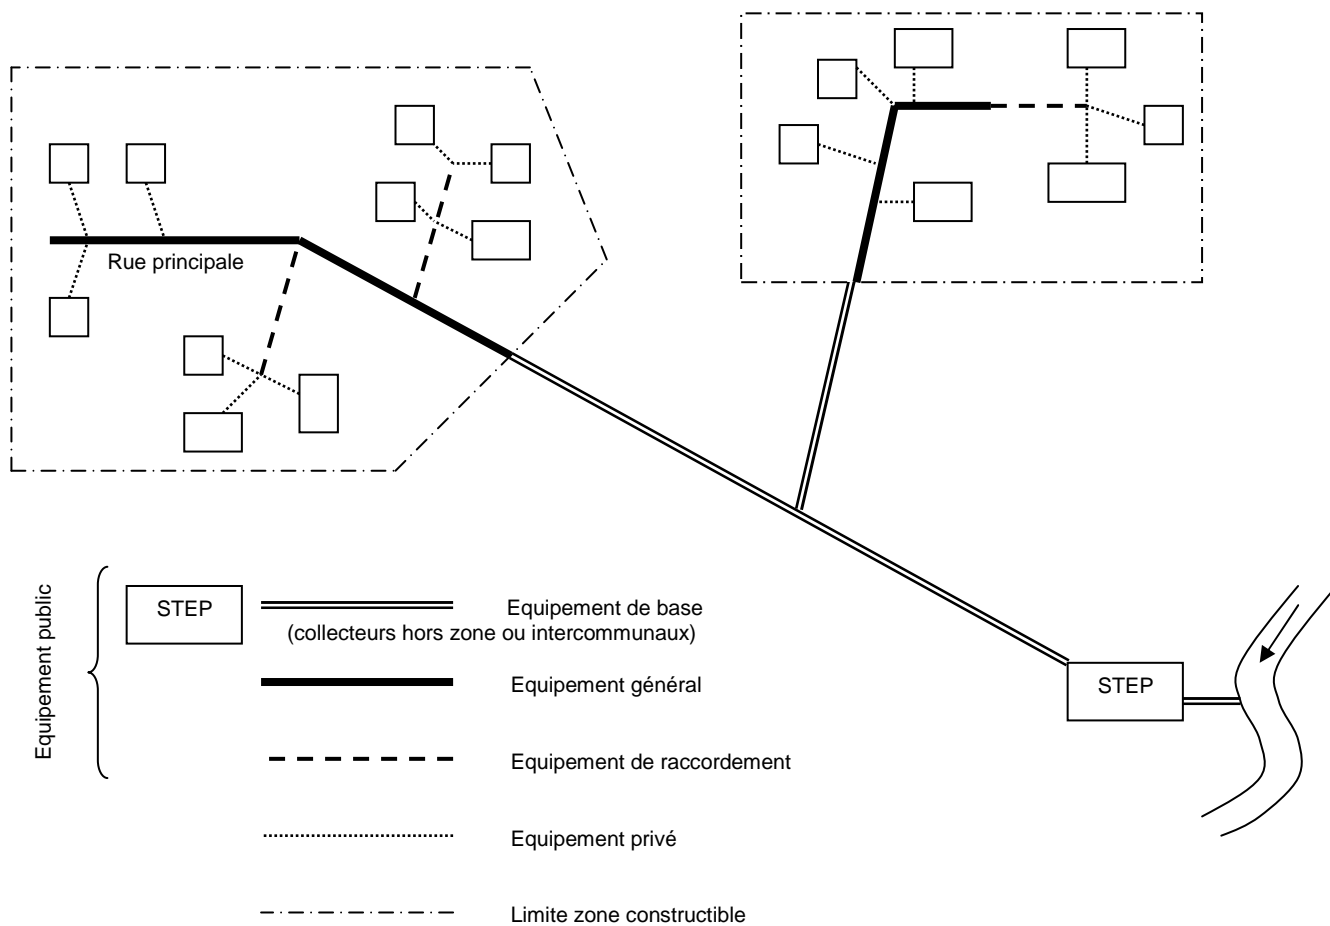 Rue principale
Equipement public
STEP
Equipement de base
(collecteurs hors zone ou intercommunaux)
STEP
Equipement général
Equipement de raccordement
Equipement privé
Limite zone constructible